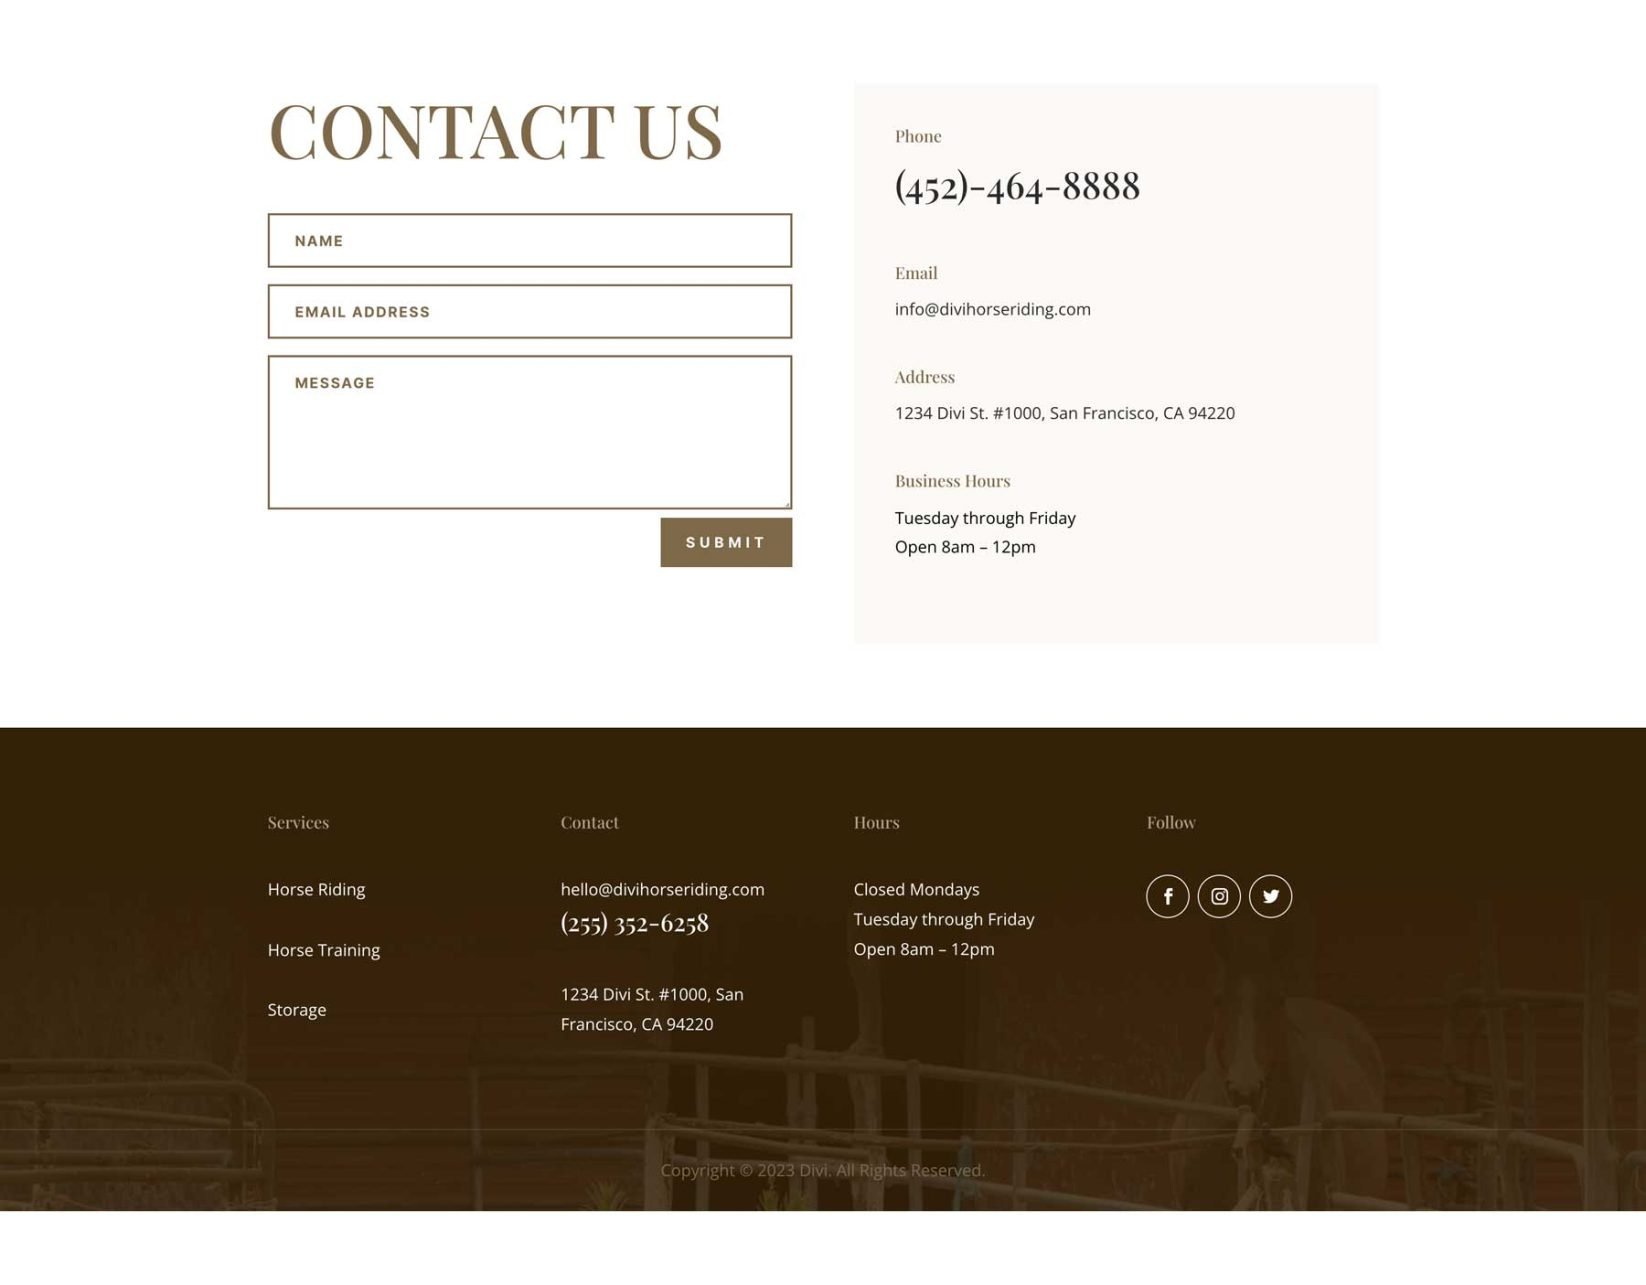 CONTACT US
NAME
EMAIL ADDRESS
MESSAGE
SUBMIT
Phone
(452)-464-8888
Email
info@divihorseriding.com
Address
1234 Divi St. #1000, San Francisco, CA 94220
Business Hours
Tuesday through Friday
Open 8am – 12pm
Services
Horse Riding
Horse Training
Storage
Contact
hello@divihorseriding.com
(255) 352-6258
1234 Divi St. #1000, San
Francisco, CA 94220
Hours
Closed Mondays
Tuesday through Friday
Open 8am – 12pm
Follow
Copyright © 2023 Divi. All Rights Reserved.